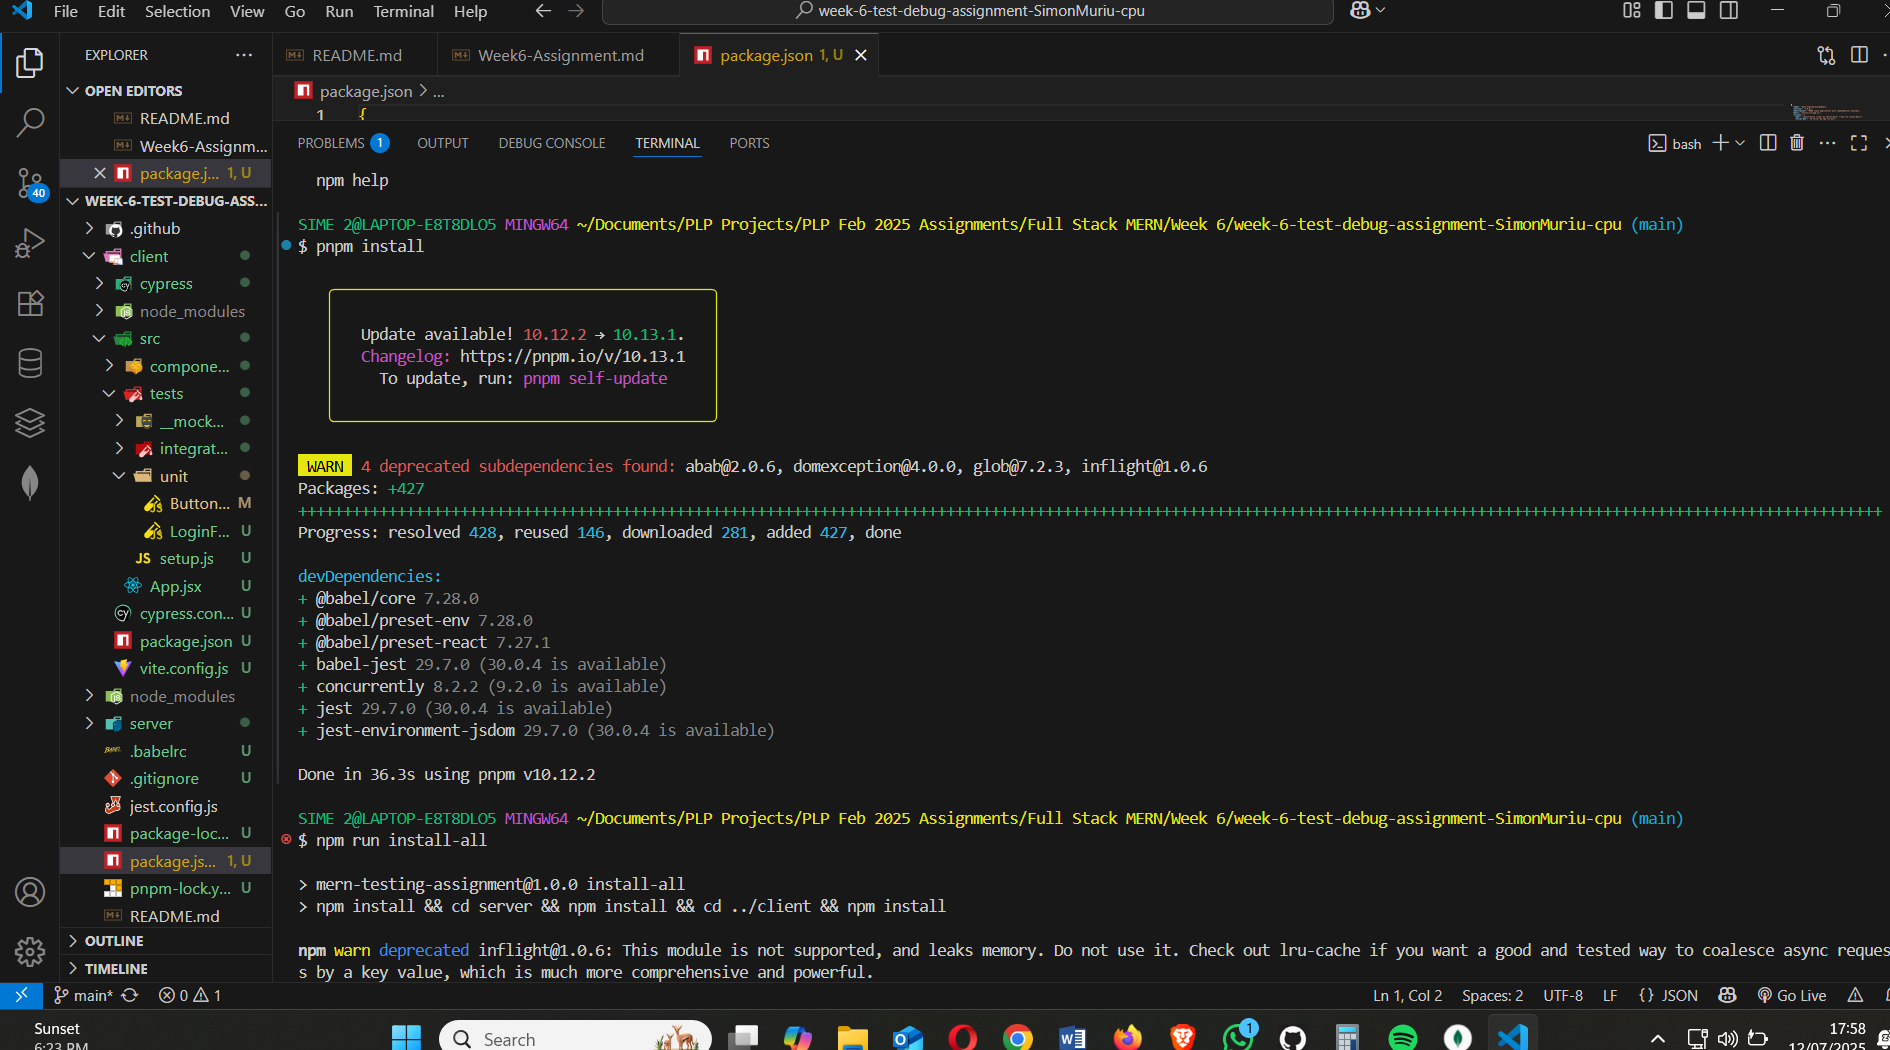 File Edit Selection View Go Run Terminal Help
week-6-test-debug-assignment-SimonMuriu-cpu
EXPLORER
README.md
Week6-Assignment.md
package.json 1, U
OPEN EDITORS
README.md
Week6-Assignm...
package.j... 1, U
WEEK-6-TEST-DEBUG-ASS...
.github
client
cypress
node_modules
src
compone...
tests
__mock...
integrat...
unit
Button... M
LoginF... U
JS setup.js U
App.jsx U
cypress.con... U
package.json U
vite.config.js U
node_modules
server
.babelrc U
.gitignore U
jest.config.js
package-loc... U
package.js... 1, U
pnpm-lock.y... U
README.md
OUTLINE
TIMELINE
package.json > ...
1 {
PROBLEMS 1 OUTPUT DEBUG CONSOLE TERMINAL PORTS
bash
npm help
SIME 2@LAPTOP-E8T8DLO5 MINGW64 ~/Documents/PLP Projects/PLP Feb 2025 Assignments/Full Stack MERN/Week 6/week-6-test-debug-assignment-SimonMuriu-cpu (main)
$ pnpm install
Update available! 10.12.2 → 10.13.1.
Changelog: https://pnpm.io/v/10.13.1
To update, run: pnpm self-update
WARN 4 deprecated subdependencies found: abab@2.0.6, domexception@4.0.0, glob@7.2.3, inflight@1.0.6
Packages: +427
Progress: resolved 428, reused 146, downloaded 281, added 427, done
devDependencies:
+ @babel/core 7.28.0
+ @babel/preset-env 7.28.0
+ @babel/preset-react 7.27.1
+ babel-jest 29.7.0 (30.0.4 is available)
+ concurrently 8.2.2 (9.2.0 is available)
+ jest 29.7.0 (30.0.4 is available)
+ jest-environment-jsdom 29.7.0 (30.0.4 is available)
Done in 36.3s using pnpm v10.12.2
SIME 2@LAPTOP-E8T8DLO5 MINGW64 ~/Documents/PLP Projects/PLP Feb 2025 Assignments/Full Stack MERN/Week 6/week-6-test-debug-assignment-SimonMuriu-cpu (main)
$ npm run install-all
> mern-testing-assignment@1.0.0 install-all
> npm install && cd server && npm install && cd ../client && npm install
npm warn deprecated inflight@1.0.6: This module is not supported, and leaks memory. Do not use it. Check out lru-cache if you want a good and tested way to coalesce async reques
s by a key value, which is much more comprehensive and powerful.
40
main* 0 1
Ln 1, Col 2 Spaces: 2 UTF-8 LF {} JSON Go Live
Sunset
6:23 PM
Search
1
17:58
12/07/2025